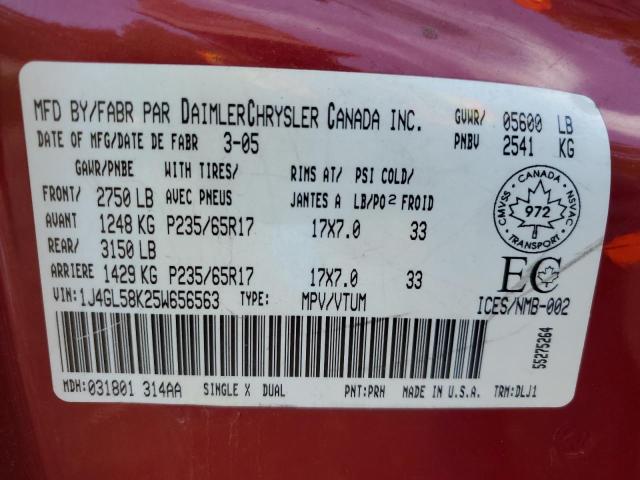 MFD BY/FABR PAR DAIMLERCHRYSLER CANADA INC. GVWR/ 05600 LB
DATE OF MFG/DATE DE FABR 3-05 PNBV 2541 KG
GAWR/PNBE WITH TIRES/ RIMS AT/ PSI COLD/
FRONT/ 2750 LB AVEC PNEUS JANTES A LB/PO2 FROID
AVANT 1248 KG P235/65R17 17X7.0 33
REAR/ 3150 LB
ARRIERE 1429 KG P235/65R17 17X7.0 33
CANADA
CMVSS NSVAC
972
TRANSPORT
EC
VIN:1J4GL58K25W656563 TYPE: MPV/VTUM ICES/NMB-002
55275264
MDH:031801 314AA SINGLE X DUAL PNT:PRH MADE IN U.S.A. TRM:DLJ1